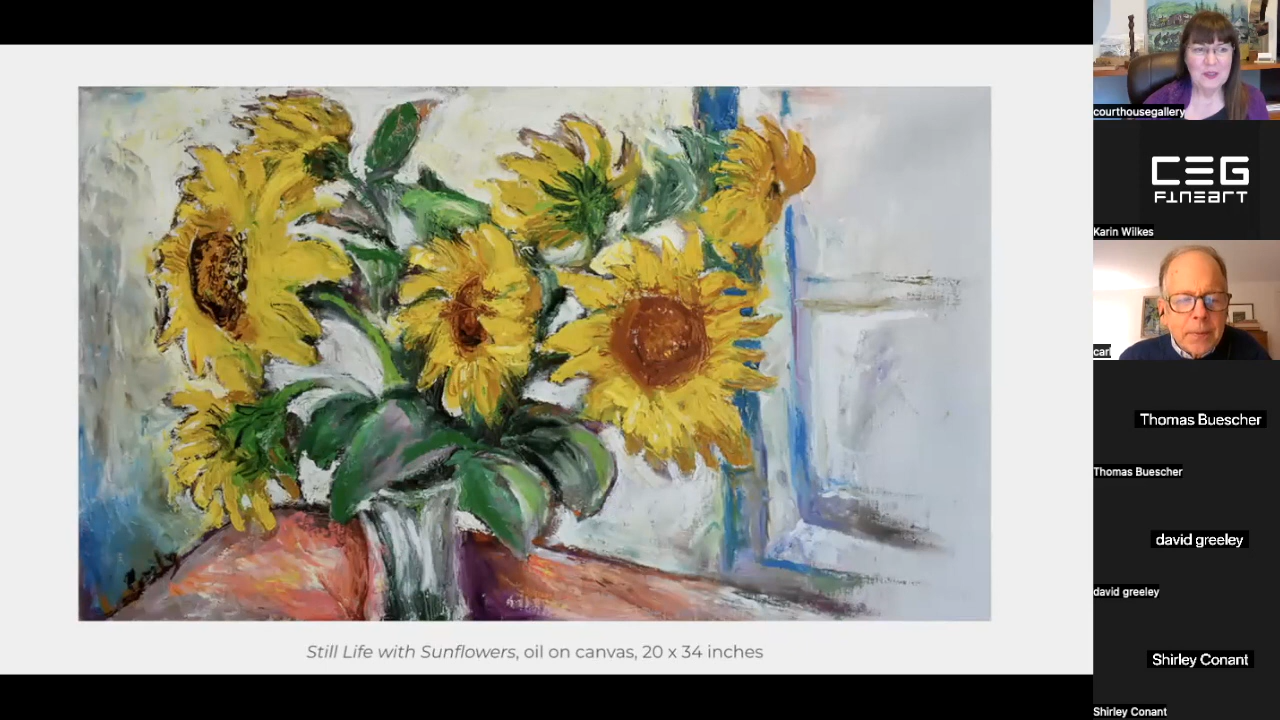 Still Life with Sunflowers, oil on canvas, 20 x 34 inches
courthousegallery
CEG
FINEART
Karin Wilkes
carl
Thomas Buescher
Thomas Buescher
david greeley
david greeley
Shirley Conant
Shirley Conant